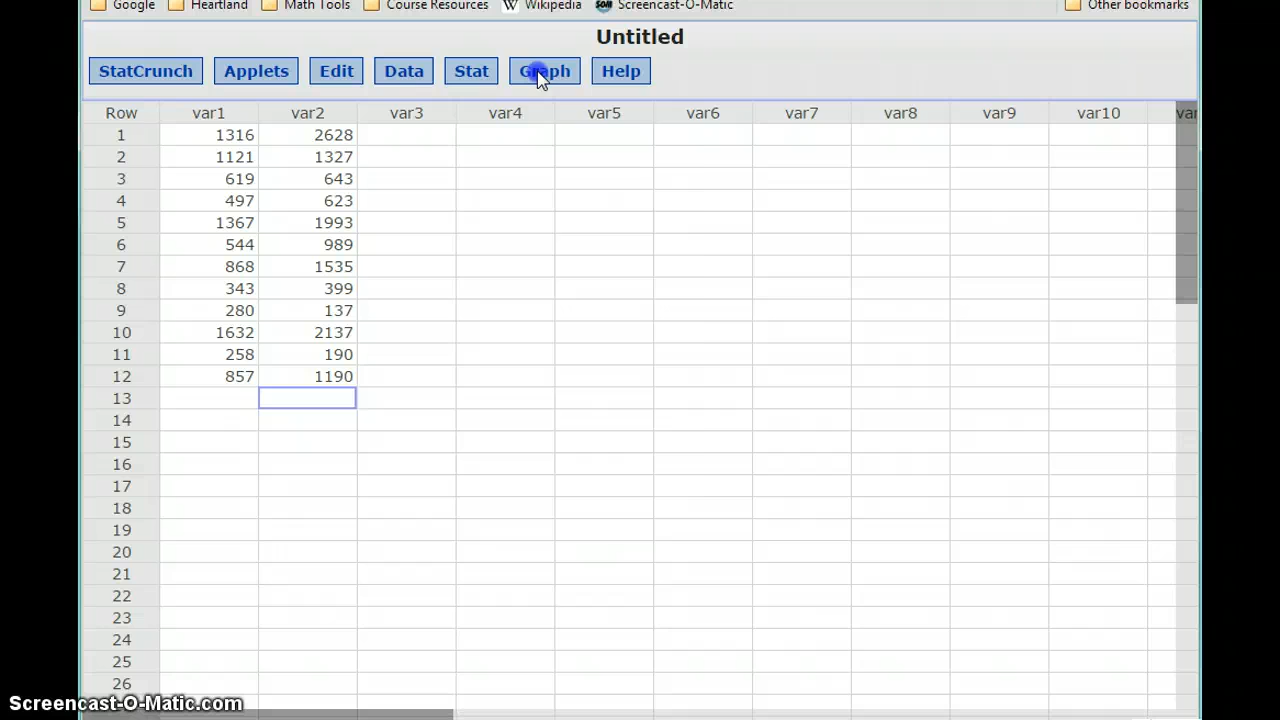 Google Heartland Math Tools Course Resources W Wikipedia SOM Screencast-O-Matic Other bookmarks
Untitled
StatCrunch Applets Edit Data Stat Graph Help
Row var1 var2 var3 var4 var5 var6 var7 var8 var9 var10 var
1 1316 2628
2 1121 1327
3 619 643
4 497 623
5 1367 1993
6 544 989
7 868 1535
8 343 399
9 280 137
10 1632 2137
11 258 190
12 857 1190
13
14
15
16
17
18
19
20
21
22
23
24
25
26
Screencast-O-Matic.com